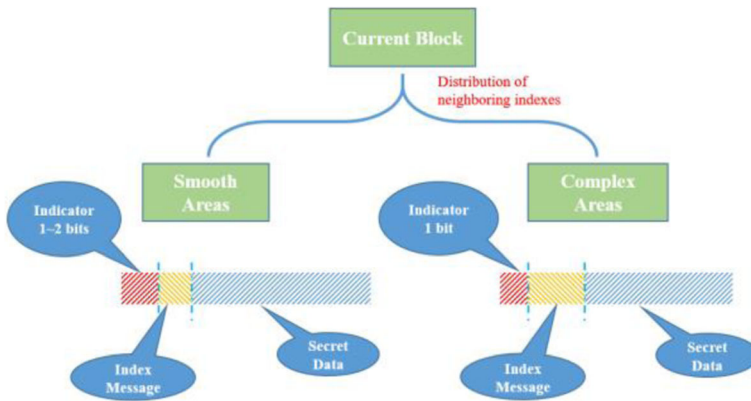 Current Block
Distribution of
neighboring indexes
Smooth
Areas
Complex
Areas
Indicator
1–2 bits
Indicator
1 bit
Index
Message
Secret
Data
Index
Message
Secret
Data